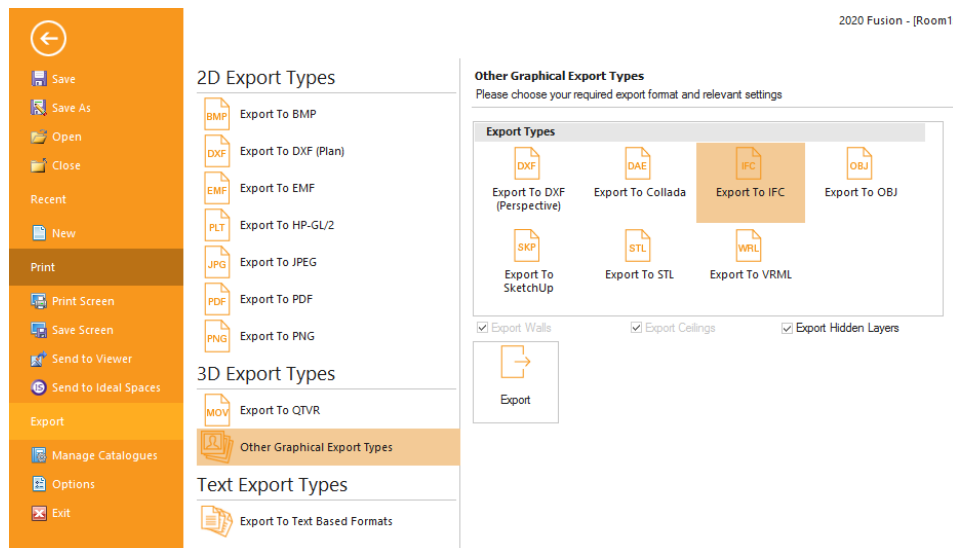 2020 Fusion - [Room1
Save
Save As
Open
Close
Recent
New
Print
Print Screen
Save Screen
Send to Viewer
IS Send to Ideal Spaces
Export
Manage Catalogues
Options
Exit
2D Export Types
BMP Export To BMP
DXF Export To DXF (Plan)
EMF Export To EMF
PLT Export To HP-GL/2
JPG Export To JPEG
PDF Export To PDF
PNG Export To PNG
3D Export Types
MOV Export To QTVR
Other Graphical Export Types
Text Export Types
Export To Text Based Formats
Other Graphical Export Types
Please choose your required export format and relevant settings
Export Types
DXF
Export To DXF
(Perspective)
DAE
Export To Collada
IFC
Export To IFC
OBJ
Export To OBJ
SKP
Export To
SketchUp
STL
Export To STL
WRL
Export To VRML
Export Walls
Export Ceilings
Export Hidden Layers
Export